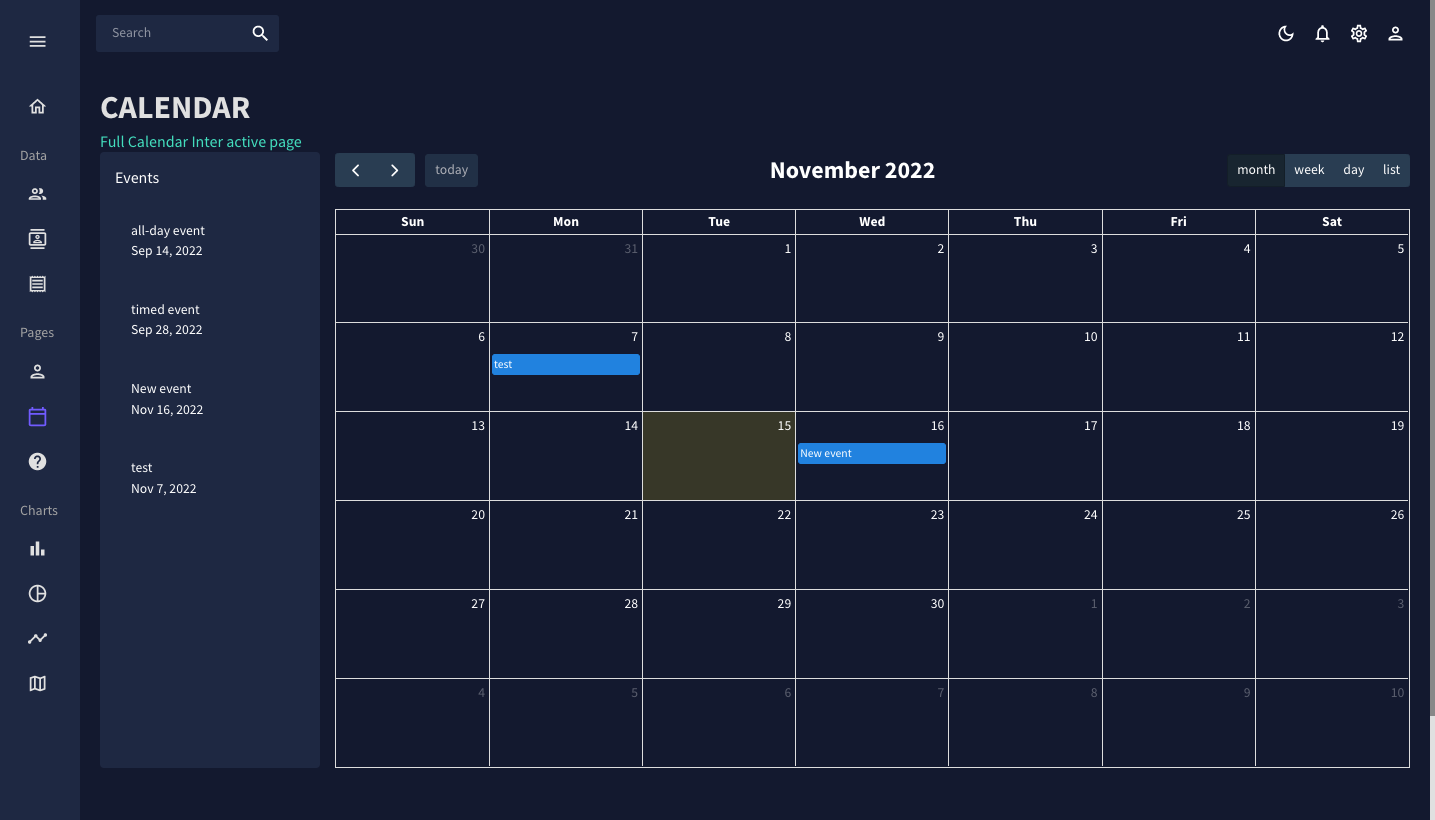 Search
CALENDAR
Full Calendar Inter active page
Data
Pages
Charts
Events
all-day event
Sep 14, 2022
timed event
Sep 28, 2022
New event
Nov 16, 2022
test
Nov 7, 2022
today
November 2022
month week day list
Sun Mon Tue Wed Thu Fri Sat
30 31 1 2 3 4 5
6 7 8 9 10 11 12
test
13 14 15 16 17 18 19
New event
20 21 22 23 24 25 26
27 28 29 30 1 2 3
4 5 6 7 8 9 10